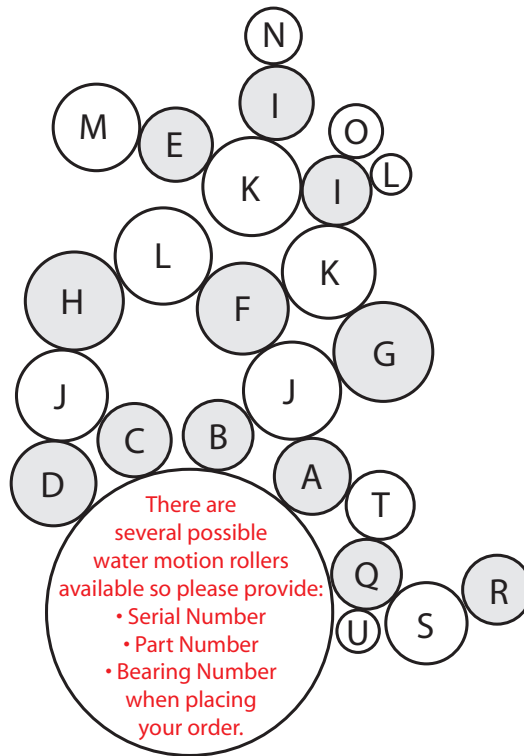 N
I
M
E
O
L
K
I
L
K
H
F
G
J
J
C
B
D
A
T
There are
several possible
water motion rollers
available so please provide:
• Serial Number
• Part Number
• Bearing Number
when placing
your order.
Q
R
U
S